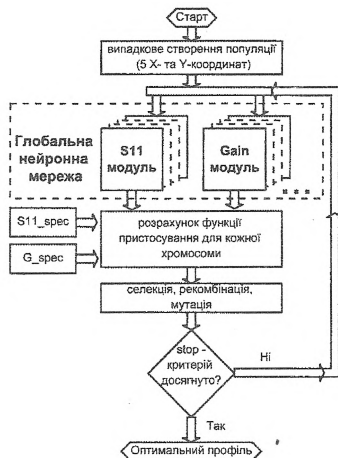 Старт
випадкове створення популяції
(5 X- та Y-координат)
Глобальна
нейронна
мережа
S11
модуль
Gain
модуль
S11_spec
G_spec
розрахунок функції
пристосування для кожної
хромосоми
селекція, рекомбінація,
мутація
stop -
критерій
досягнуто?
Ні
Так
Оптимальний профіль